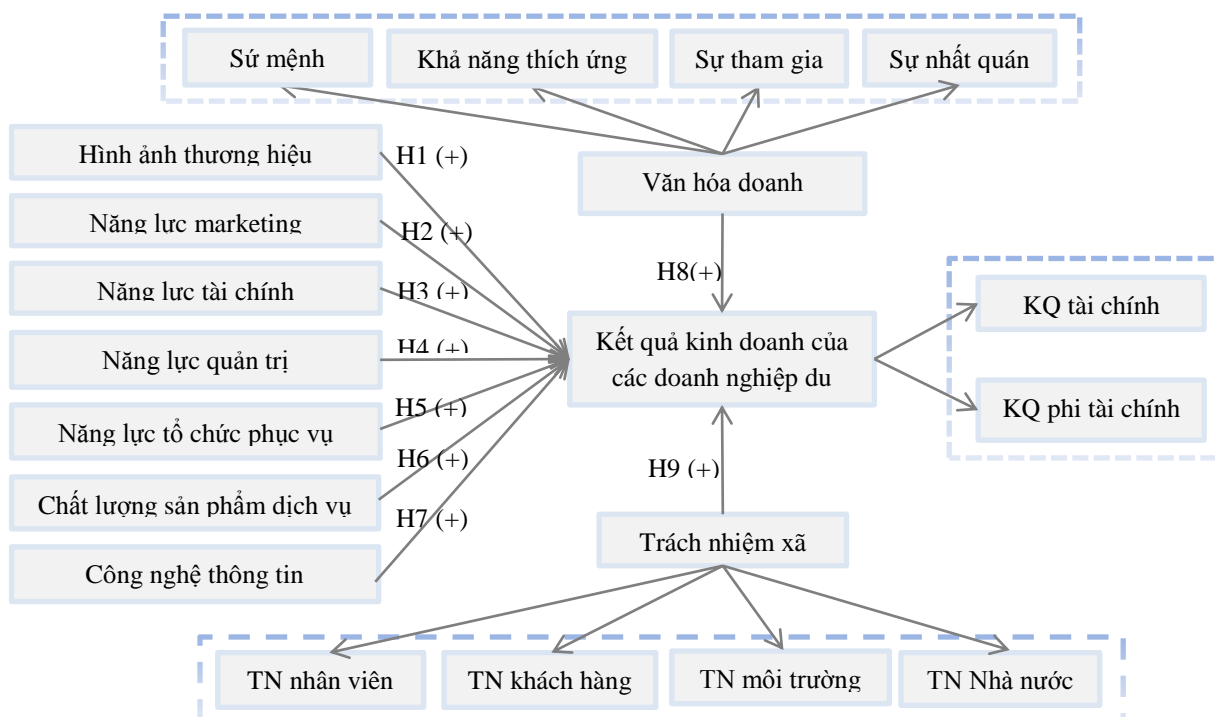 Sứ mệnh
Khả năng thích ứng
Sự tham gia
Sự nhất quán
Hình ảnh thương hiệu
H1 (+)
Văn hóa doanh
Năng lực marketing
H2 (+)
H8(+)
Năng lực tài chính
H3 (+)
KQ tài chính
Năng lực quản trị
H4 (+)
Kết quả kinh doanh của
các doanh nghiệp du
Năng lực tổ chức phục vụ
H5 (+)
KQ phi tài chính
H6 (+)
H9 (+)
Chất lượng sản phẩm dịch vụ
H7 (+)
Trách nhiệm xã
Công nghệ thông tin
TN nhân viên
TN khách hàng
TN môi trường
TN Nhà nước